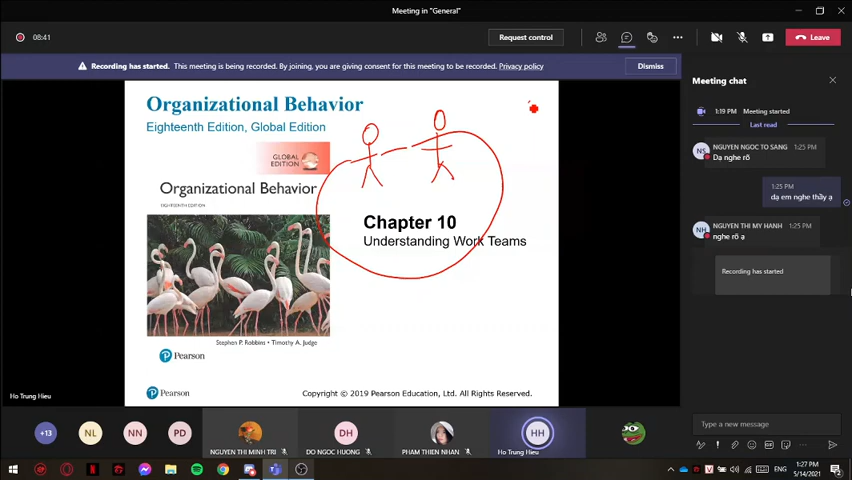 Meeting in "General"
08:41
Request control
Leave
Recording has started. This meeting is being recorded. By joining, you are giving consent for this meeting to be recorded. Privacy policy
Dismiss
Organizational Behavior
Eighteenth Edition, Global Edition
GLOBAL
EDITION
Organizational Behavior
EIGHTEENTH EDITION
Stephen P. Robbins • Timothy A. Judge
Pearson
Chapter 10
Understanding Work Teams
Pearson
Copyright © 2019 Pearson Education, Ltd. All Rights Reserved.
Ho Trung Hieu
Meeting chat
1:19 PM Meeting started
Last read
NS
NGUYEN NGOC TO SANG 1:25 PM
Dạ nghe rõ
1:25 PM
dạ em nghe thầy ạ
NH
NGUYEN THI MY HANH 1:25 PM
nghe rõ ạ
Recording has started
Type a new message
+13
NL
NN
PD
NGUYEN THI MINH TRI
DH
DO NGOC HUONG
PHAM THIEN NHAN
HH
Ho Trung Hieu
1:27 PM
5/14/2021